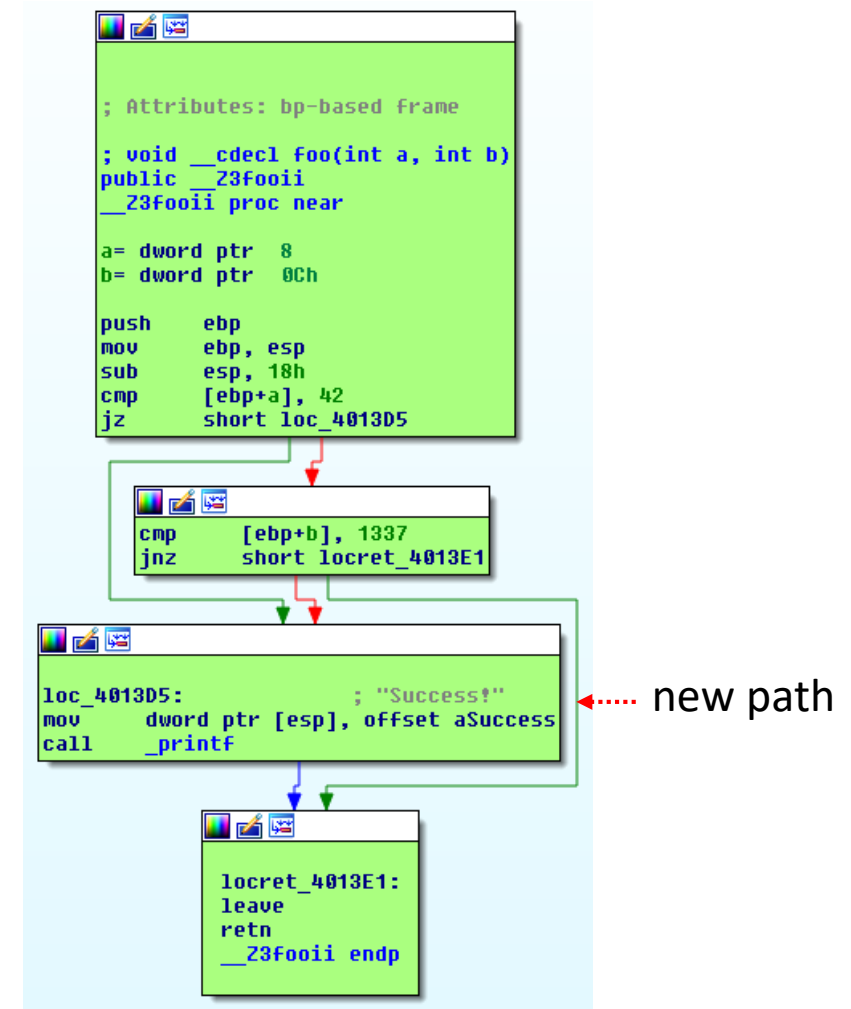 ; Attributes: bp-based frame
; void __cdecl foo(int a, int b)
public __Z3fooii
__Z3fooii proc near
a= dword ptr  8
b= dword ptr  0Ch
push    ebp
mov     ebp, esp
sub     esp, 18h
cmp     [ebp+a], 42
jz      short loc_4013D5
cmp     [ebp+b], 1337
jnz     short locret_4013E1
loc_4013D5:              ; "Success!"
mov     dword ptr [esp], offset aSuccess
call    _printf
new path
locret_4013E1:
leave
retn
__Z3fooii endp